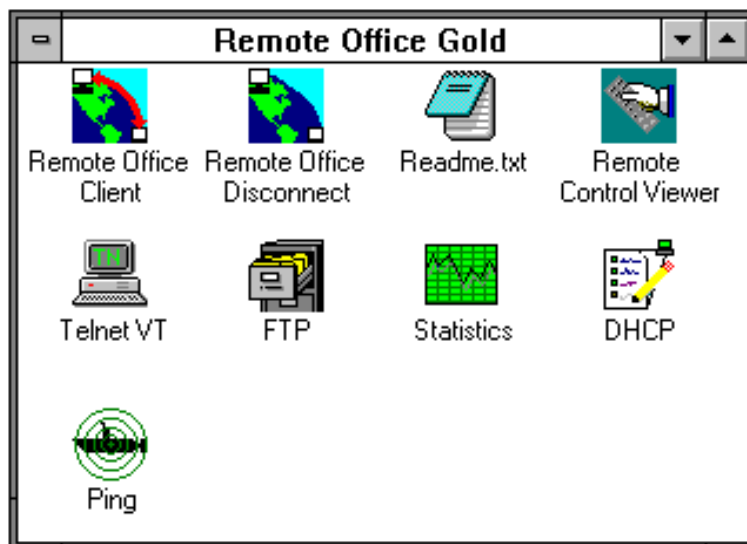 Remote Office Gold
Remote Office
Client
Remote Office
Disconnect
Readme.txt
Remote
Control Viewer
TN
Telnet VT
FTP
Statistics
DHCP
Ping